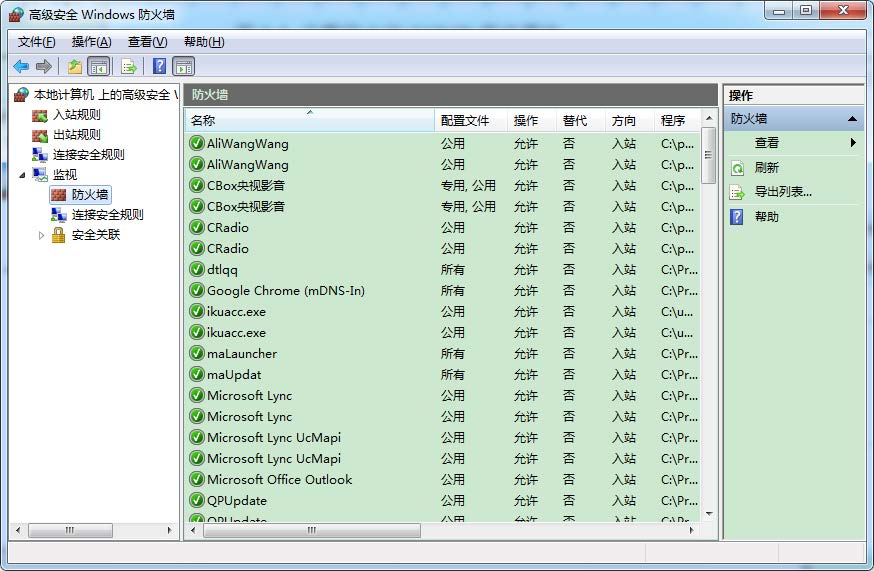 高级安全 Windows 防火墙
文件(F) 操作(A) 查看(V) 帮助(H)
本地计算机 上的高级安全 W
入站规则
出站规则
连接安全规则
监视
防火墙
连接安全规则
安全关联
防火墙
名称 配置文件 操作 替代 方向 程序
AliWangWang 公用 允许 否 入站 C:\p...
AliWangWang 公用 允许 否 入站 C:\p...
CBox央视影音 专用, 公用 允许 否 入站 C:\p...
CBox央视影音 专用, 公用 允许 否 入站 C:\p...
CRadio 公用 允许 否 入站 C:\p...
CRadio 公用 允许 否 入站 C:\p...
dtlqq 所有 允许 否 入站 C:\Pr...
Google Chrome (mDNS-In) 所有 允许 否 入站 C:\Pr...
ikuacc.exe 公用 允许 否 入站 C:\u...
ikuacc.exe 公用 允许 否 入站 C:\u...
maLauncher 所有 允许 否 入站 C:\Pr...
maUpdat 所有 允许 否 入站 C:\Pr...
Microsoft Lync 公用 允许 否 入站 C:\Pr...
Microsoft Lync 公用 允许 否 入站 C:\Pr...
Microsoft Lync UcMapi 公用 允许 否 入站 C:\Pr...
Microsoft Lync UcMapi 公用 允许 否 入站 C:\Pr...
Microsoft Office Outlook 公用 允许 否 入站 C:\Pr...
QPUpdate 公用 允许 否 入站 C:\Pr...
QPUpdate 公用 允许 否 入站 C:\Pr...
操作
防火墙
查看
刷新
导出列表...
帮助